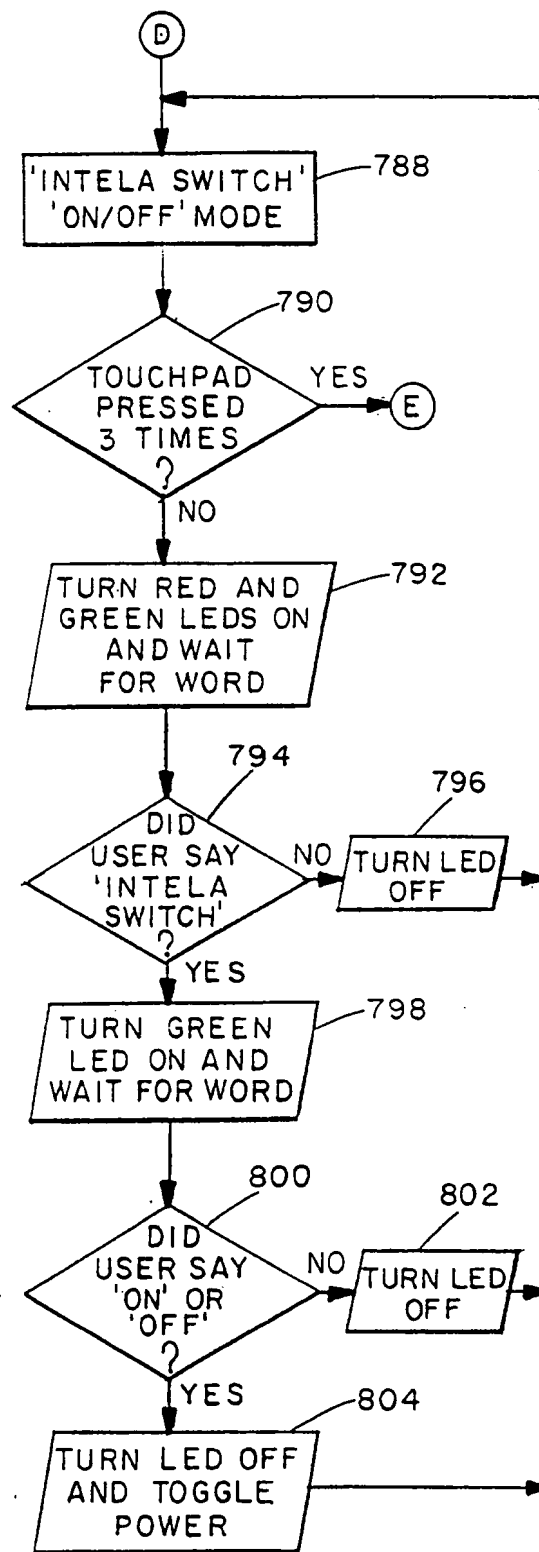 D
'INTELA SWITCH'
'ON/OFF' MODE
788
790
TOUCHPAD
PRESSED
3 TIMES
?
YES
E
NO
TURN RED AND
GREEN LEDS ON
AND WAIT
FOR WORD
792
794
DID
USER SAY
'INTELA
SWITCH'
?
NO
796
TURN LED
OFF
YES
TURN GREEN
LED ON AND
WAIT FOR WORD
798
800
DID
USER SAY
'ON' OR
'OFF'
?
NO
802
TURN LED
OFF
YES
804
TURN LED OFF
AND TOGGLE
POWER